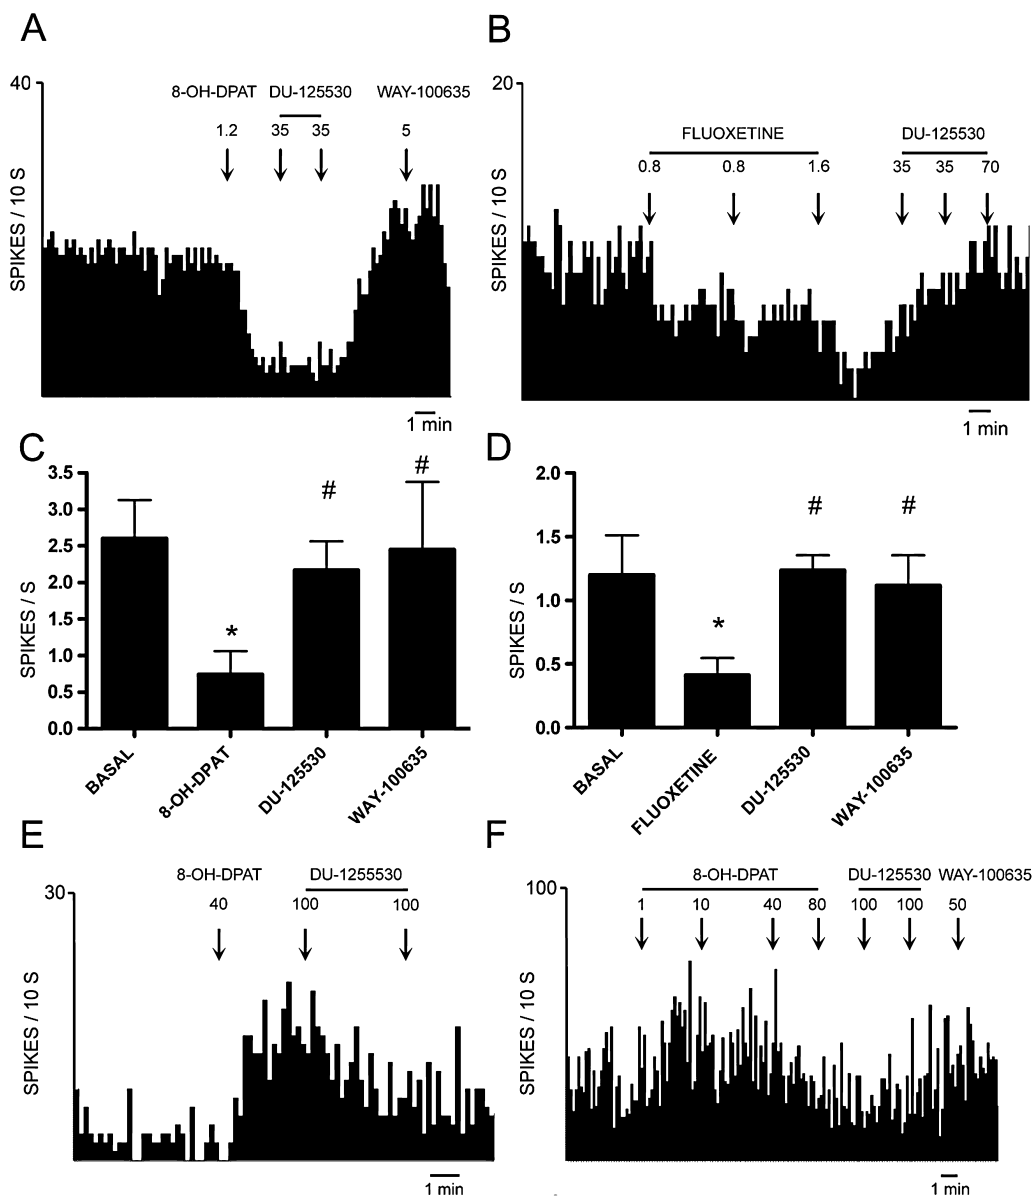 A
40
8-OH-DPAT DU-125530 WAY-100635
1.2 35 35 5
SPIKES / 10 S
1 min
B
20
FLUOXETINE DU-125530
0.8 0.8 1.6 35 35 70
SPIKES / 10 S
1 min
C
3.5
3.0
2.5
2.0
1.5
1.0
0.5
0.0
SPIKES / S
* # #
BASAL
8-OH-DPAT
DU-125530
WAY-100635
D
2.0
1.5
1.0
0.5
0.0
SPIKES / S
* # #
BASAL
FLUOXETINE
DU-125530
WAY-100635
E
30
8-OH-DPAT DU-1255530
40 100 100
SPIKES / 10 S
1 min
F
100
8-OH-DPAT DU-125530 WAY-100635
1 10 40 80 100 100 50
SPIKES / 10 S
1 min